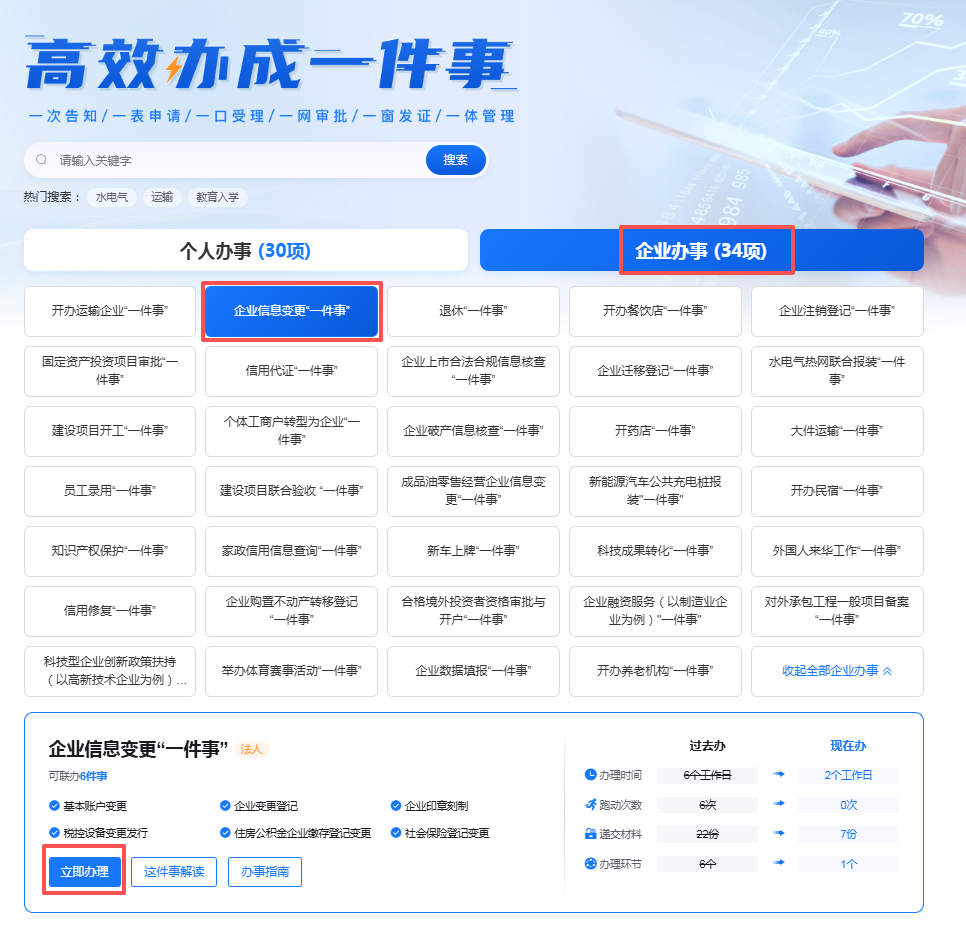 高效办成一件事
一次告知/一表申请/一口受理/一网审批/一窗发证/一体管理
请输入关键字
搜索
热门搜索：
水电气
运输
教育入学
个人办事 (30项)
企业办事 (34项)
开办运输企业“一件事”
企业信息变更“一件事”
退休“一件事”
开办餐饮店“一件事”
企业注销登记“一件事”
固定资产投资项目审批“一
件事”
信用代证“一件事”
企业上市合法合规信息核查
“一件事”
企业迁移登记“一件事”
水电气热网联合报装“一件
事”
建设项目开工“一件事”
个体工商户转型为企业“一
件事”
企业破产信息核查“一件事”
开药店“一件事”
大件运输“一件事”
员工录用“一件事”
建设项目联合验收 “一件事”
成品油零售经营企业信息变
更“一件事”
新能源汽车公共充电桩报
装”一件事”
开办民宿“一件事”
知识产权保护“一件事”
家政信用信息查询“一件事”
新车上牌“一件事”
科技成果转化“一件事”
外国人来华工作“一件事”
信用修复“一件事”
企业购置不动产转移登记
“一件事”
合格境外投资者资格审批与
开户“一件事”
企业融资服务（以制造业企
业为例）”一件事”
对外承包工程一般项目备案
“一件事”
科技型企业创新政策扶持
（以高新技术企业为例）...
举办体育赛事活动“一件事”
企业数据填报“一件事”
开办养老机构“一件事”
收起全部企业办事
企业信息变更“一件事”
法人
可联办6件事
基本账户变更
企业变更登记
企业印章刻制
税控设备变更发行
住房公积金企业缴存登记变更
社会保险登记变更
立即办理
这件事解读
办事指南
过去办
现在办
办理时间
6个工作日
2个工作日
跑动次数
6次
0次
递交材料
22份
7份
办理环节
6个
1个
70%